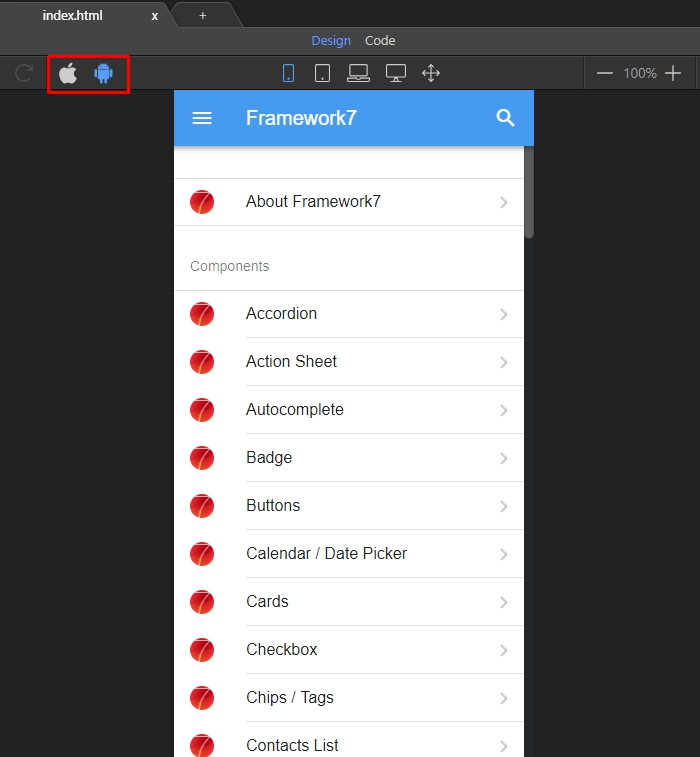 index.html x +
Design Code
100%
Framework7
About Framework7
Components
Accordion
Action Sheet
Autocomplete
Badge
Buttons
Calendar / Date Picker
Cards
Checkbox
Chips / Tags
Contacts List